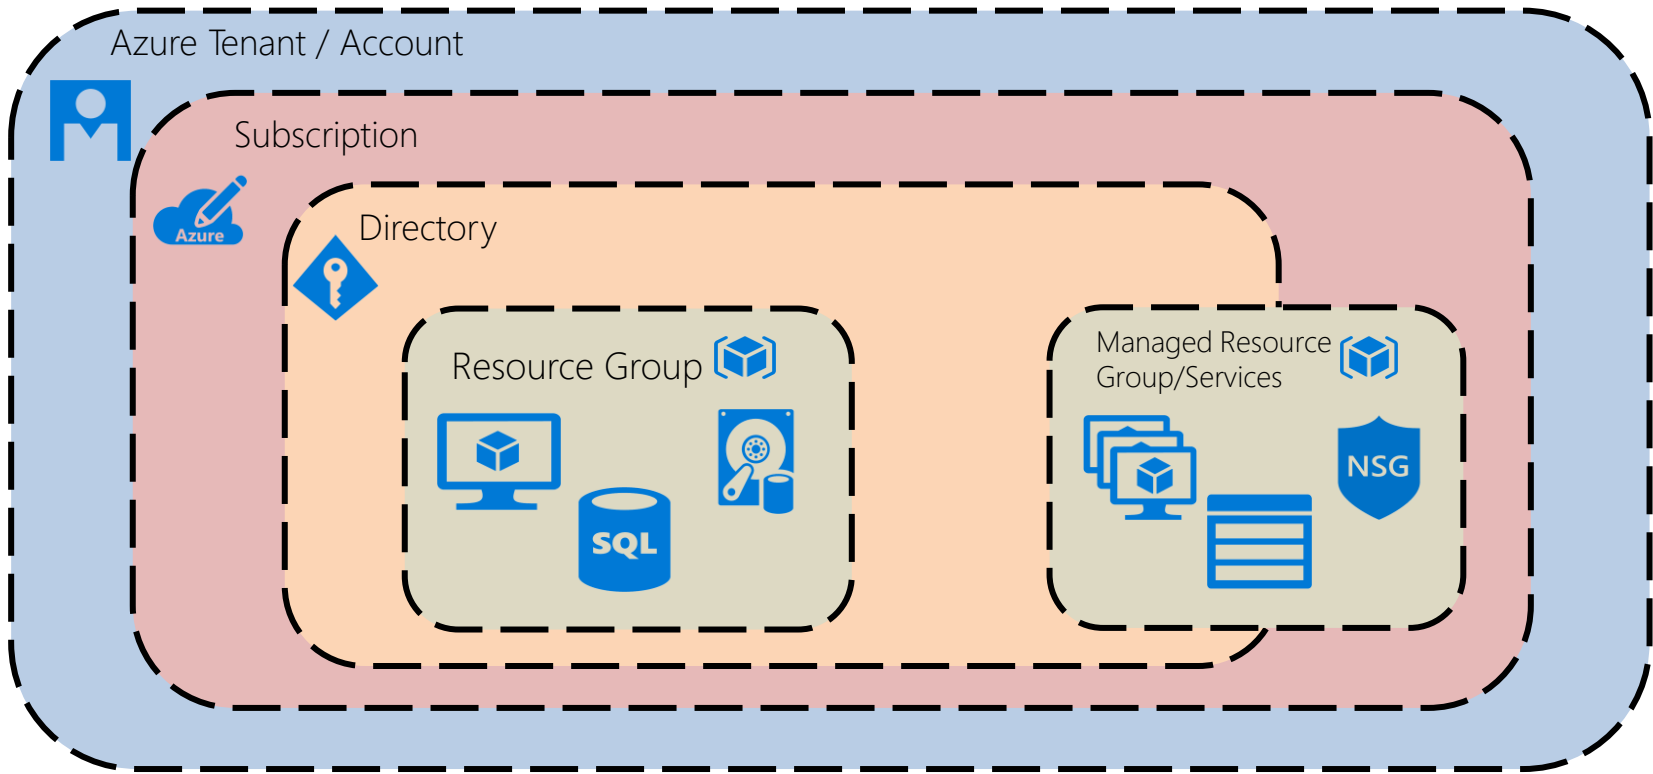 Azure Tenant / Account
Subscription
Azure
Directory
Resource Group
SQL
Managed Resource
Group/Services
NSG